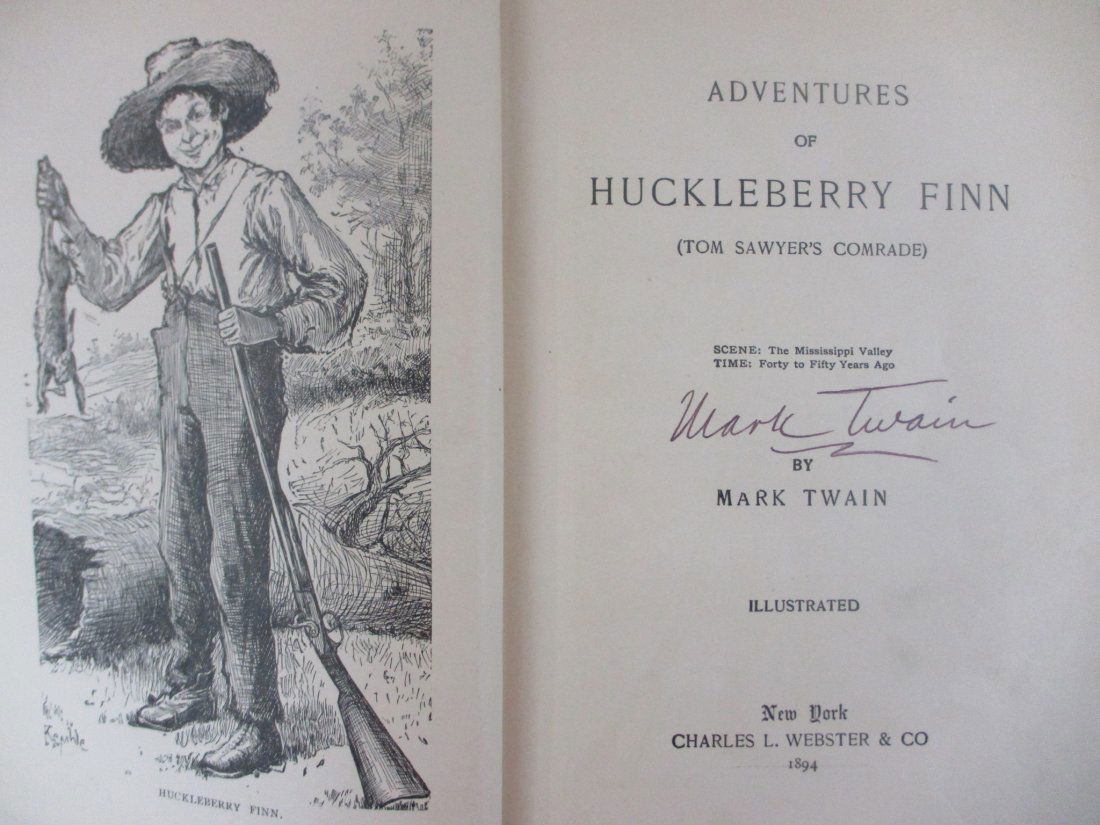 Kemble
HUCKLEBERRY FINN.
ADVENTURES
OF
HUCKLEBERRY FINN
(TOM SAWYER'S COMRADE)
SCENE: The Mississippi Valley
TIME: Forty to Fifty Years Ago
Mark Twain
BY
MARK TWAIN
ILLUSTRATED
New York
CHARLES L. WEBSTER & CO
1894